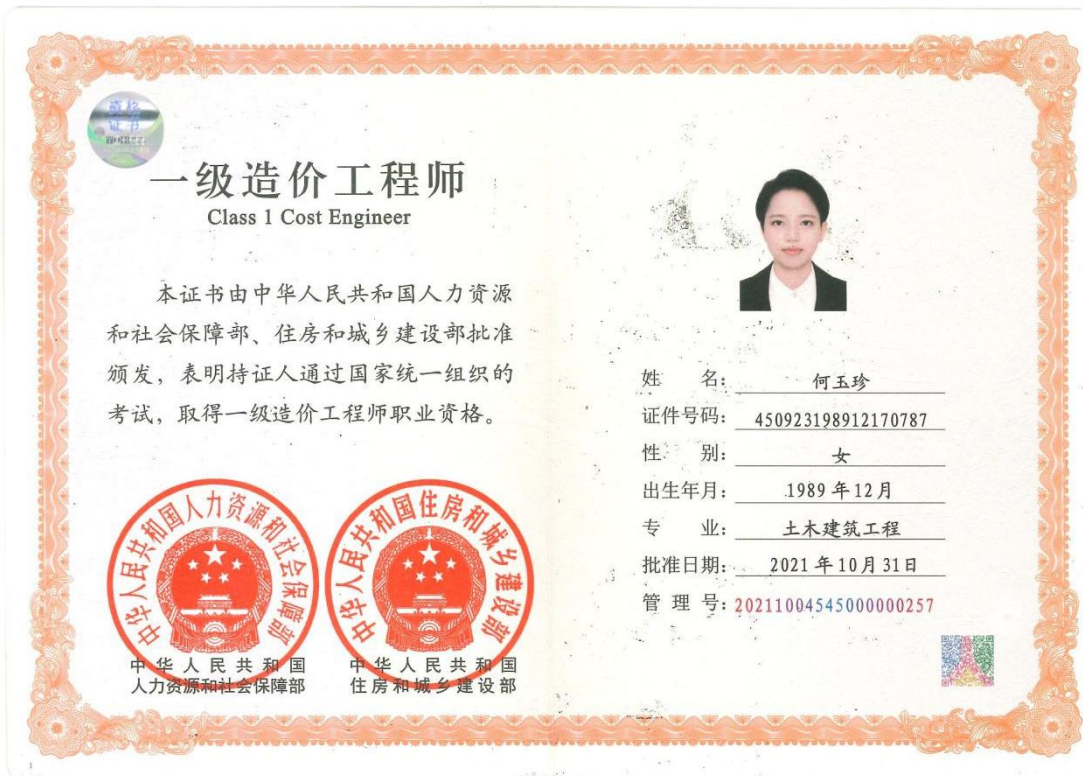 资格
证书
一级造价工程师
Class 1 Cost Engineer
本证书由中华人民共和国人力资源
和社会保障部、住房和城乡建设部批准
颁发，表明持证人通过国家统一组织的
考试，取得一级造价工程师职业资格。
中华人民共和国人力资源和社会保障部
中华人民共和国
人力资源和社会保障部
中华人民共和国住房和城乡建设部
中华人民共和国
住房和城乡建设部
姓 名：何玉珍
证件号码：450923198912170787
性 别：女
出生年月：1989年12月
专 业：土木建筑工程
批准日期：2021年10月31日
管 理 号：20211004545000000257